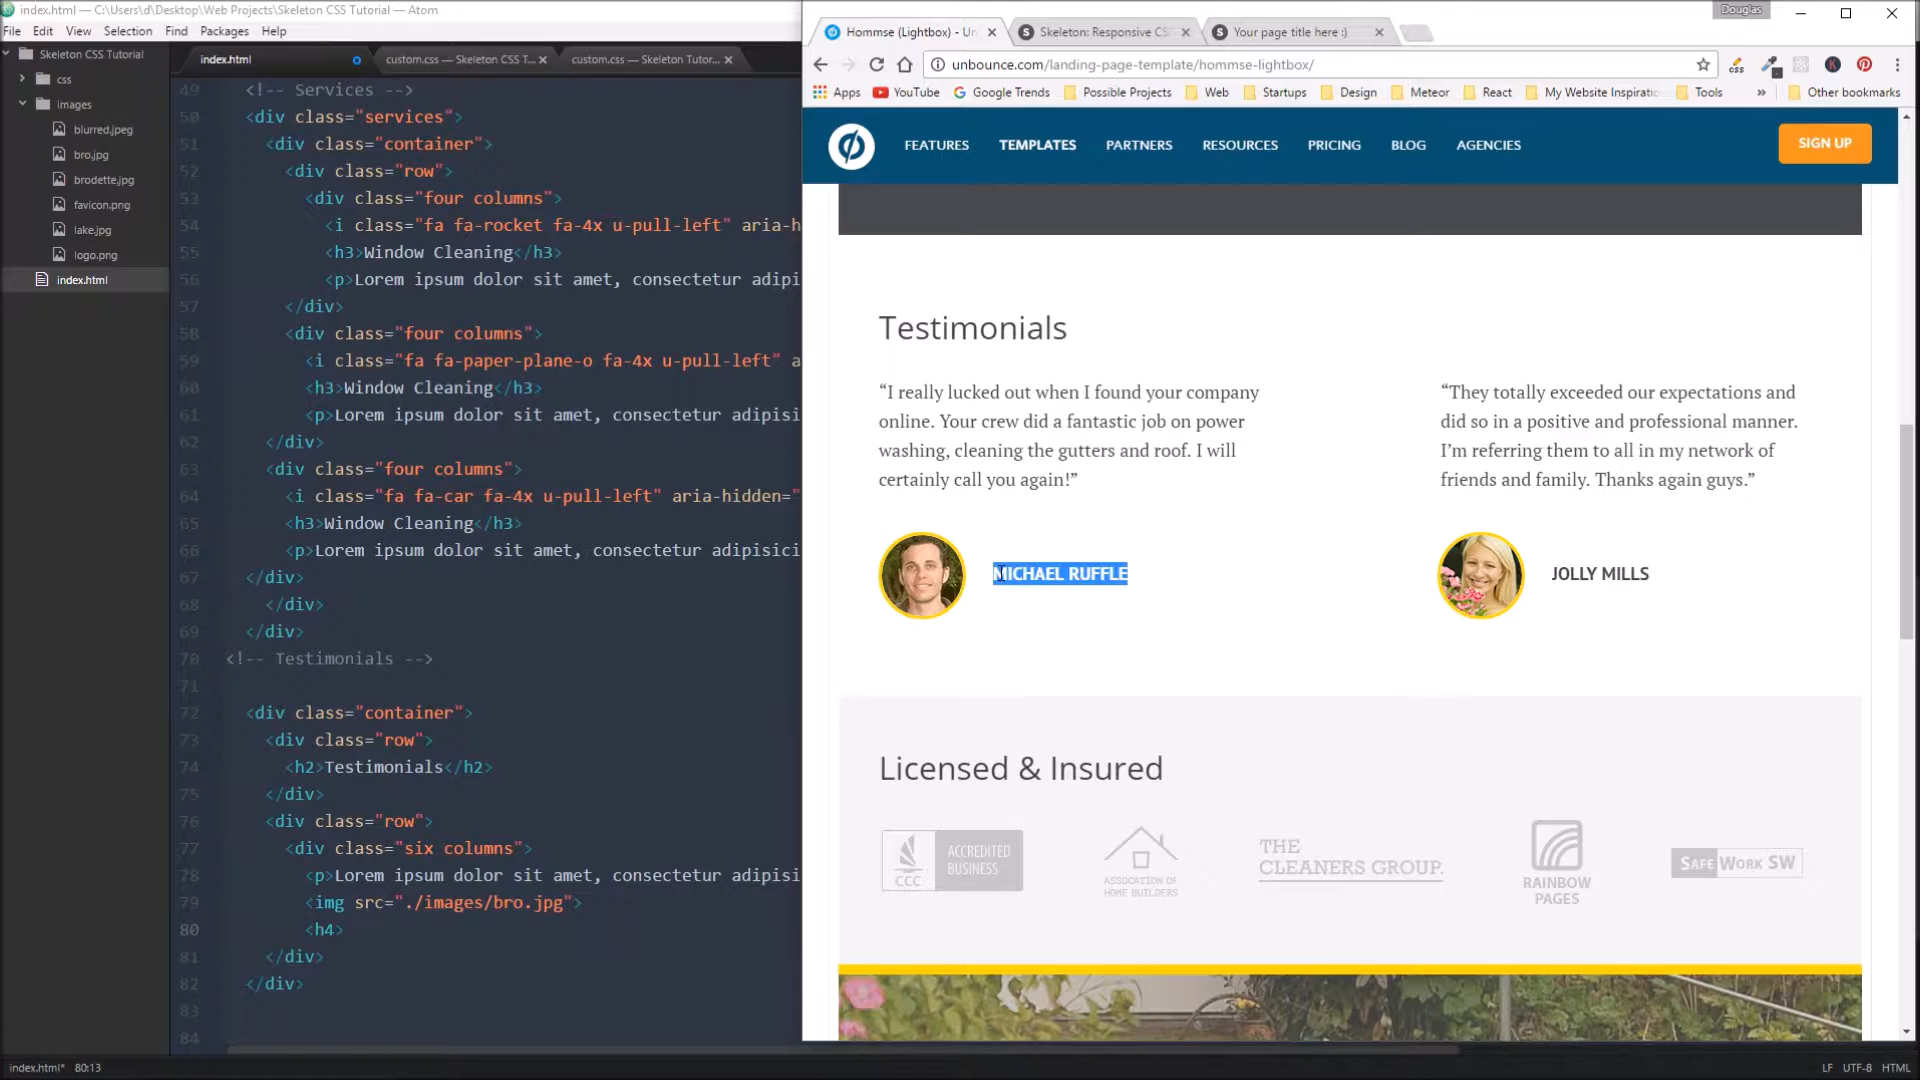 index.html — C:\Users\d\Desktop\Web Projects\Skeleton CSS Tutorial — Atom
File Edit View Selection Find Packages Help
Skeleton CSS Tutorial
css
images
blurred.jpeg
bro.jpg
brodette.jpg
favicon.png
lake.jpg
logo.png
index.html
index.html
custom.css — Skeleton CSS T...
custom.css — Skeleton Tutor...
49 <!-- Services -->
50 <div class="services">
51 <div class="container">
52 <div class="row">
53 <div class="four columns">
54 <i class="fa fa-rocket fa-4x u-pull-left" aria-h
55 <h3>Window Cleaning</h3>
56 <p>Lorem ipsum dolor sit amet, consectetur adipi
57 </div>
58 <div class="four columns">
59 <i class="fa fa-paper-plane-o fa-4x u-pull-left" a
60 <h3>Window Cleaning</h3>
61 <p>Lorem ipsum dolor sit amet, consectetur adipisi
62 </div>
63 <div class="four columns">
64 <i class="fa fa-car fa-4x u-pull-left" aria-hidden="
65 <h3>Window Cleaning</h3>
66 <p>Lorem ipsum dolor sit amet, consectetur adipisici
67 </div>
68 </div>
69 </div>
70 <!-- Testimonials -->
71
72 <div class="container">
73 <div class="row">
74 <h2>Testimonials</h2>
75 </div>
76 <div class="row">
77 <div class="six columns">
78 <p>Lorem ipsum dolor sit amet, consectetur adipisi
79 <img src="./images/bro.jpg">
80 <h4>
81 </div>
82 </div>
83
84
index.html* 80:13
LF UTF-8 HTML
Douglas
Hommse (Lightbox) - Un
Skeleton: Responsive CS
Your page title here :)
unbounce.com/landing-page-template/hommse-lightbox/
css
Apps YouTube Google Trends Possible Projects Web Startups Design Meteor React My Website Inspiratio Tools » Other bookmarks
FEATURES TEMPLATES PARTNERS RESOURCES PRICING BLOG AGENCIES SIGN UP
Testimonials
“I really lucked out when I found your company
online. Your crew did a fantastic job on power
washing, cleaning the gutters and roof. I will
certainly call you again!”
MICHAEL RUFFLE
“They totally exceeded our expectations and
did so in a positive and professional manner.
I’m referring them to all in my network of
friends and family. Thanks again guys.”
JOLLY MILLS
Licensed & Insured
CCC
ACCREDITED
BUSINESS
ASSOCATION OF
HOME BUILDERS
THE
CLEANERS GROUP.
RAINBOW
PAGES
SAFE WORK SW